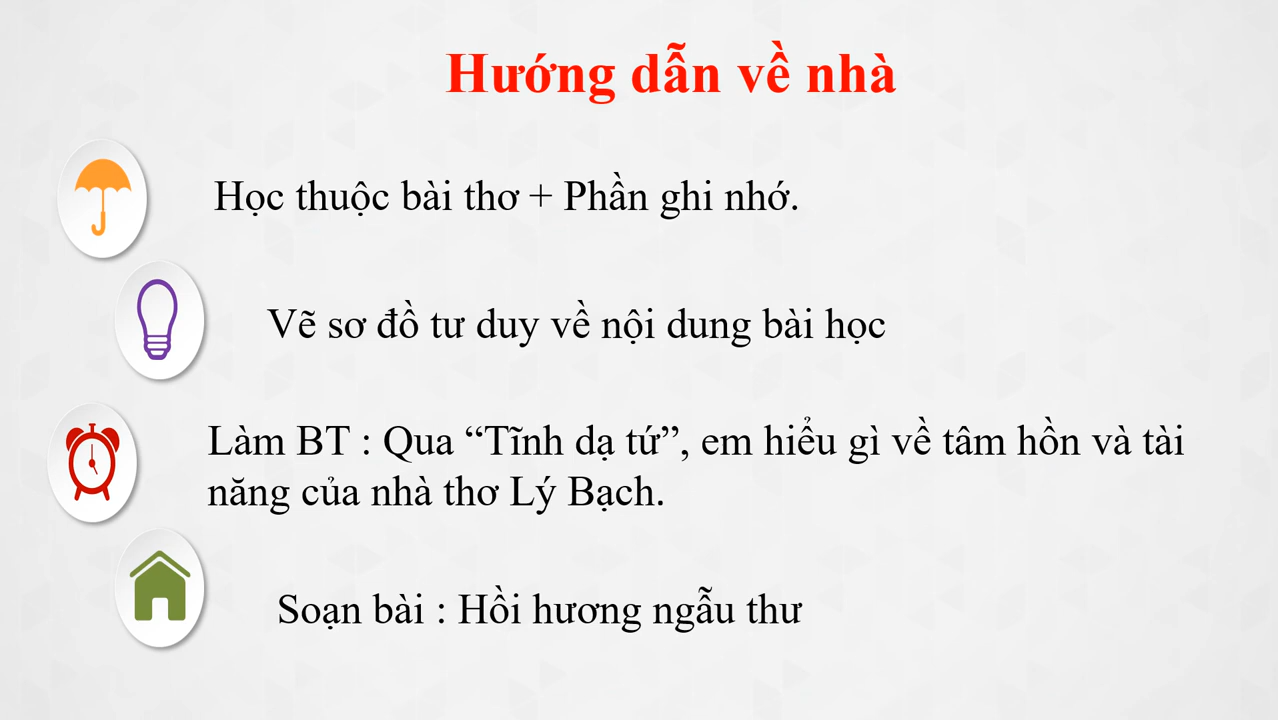 Hướng dẫn về nhà
Học thuộc bài thơ + Phần ghi nhớ.
Vẽ sơ đồ tư duy về nội dung bài học
Làm BT : Qua “Tĩnh dạ tứ”, em hiểu gì về tâm hồn và tài
năng của nhà thơ Lý Bạch.
Soạn bài : Hồi hương ngẫu thư